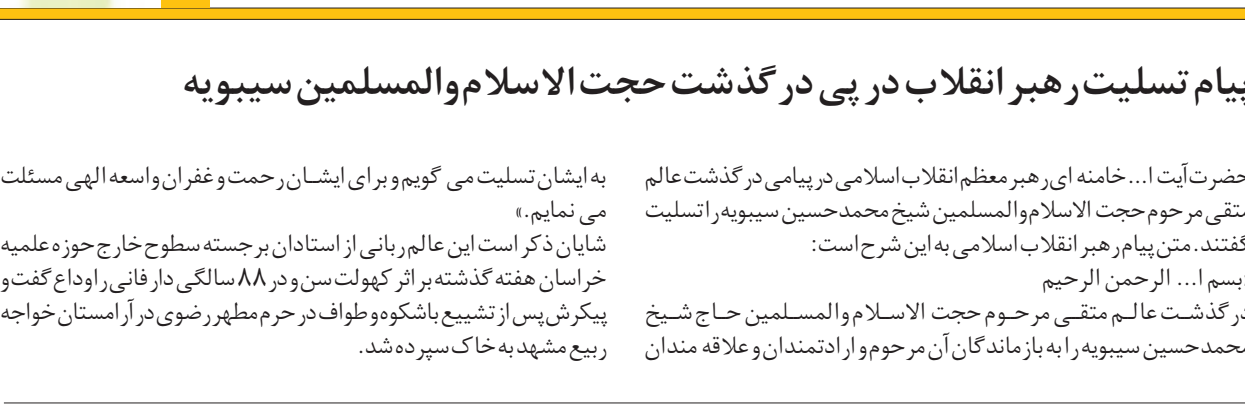 پیام تسلیت رهبر انقلاب در پی درگذشت حجت الاسلام والمسلمین سیبویه
حضرت آیت ا... خامنه ای رهبر معظم انقلاب اسلامی در پیامی درگذشت عالم
متقی مرحوم حجت الاسلام والمسلمین شیخ محمدحسین سیبویه را تسلیت
گفتند. متن پیام رهبر انقلاب اسلامی به این شرح است:
«بسم ا... الرحمن الرحیم
درگذشت عالم متقی مرحوم حجت الاسلام والمسلمین حاج شیخ
محمدحسین سیبویه را به بازماندگان آن مرحوم و ارادتمندان و علاقه مندان
به ایشان تسلیت می گویم و برای ایشان رحمت و غفران واسعه الهی مسئلت
می نمایم.»
شایان ذکر است این عالم ربانی از استادان برجسته سطوح خارج حوزه علمیه
خراسان هفته گذشته بر اثر کهولت سن و در ۸۸ سالگی دار فانی را وداع گفت و
پیکرش پس از تشییع باشکوه و طواف در حرم مطهر رضوی در آرامستان خواجه
ربیع مشهد به خاک سپرده شد.